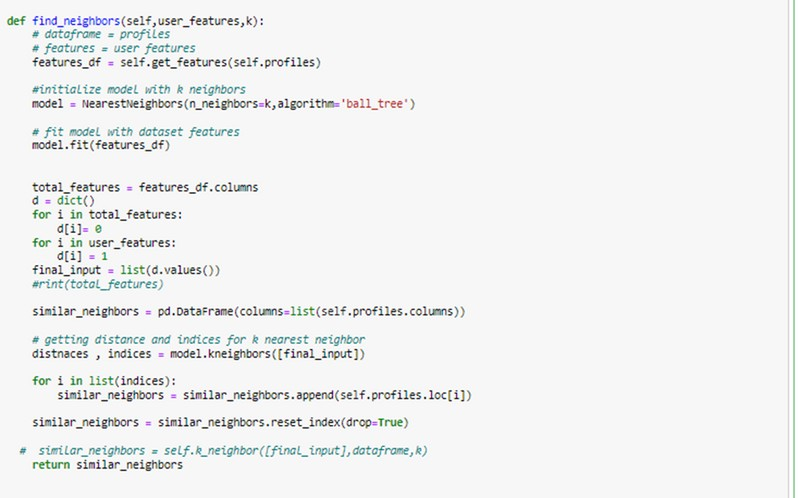 def find_neighbors(self,user_features,k):
# dataframe = profiles
# features = user features
features_df = self.get_features(self.profiles)
#initialize model with k neighbors
model = NearestNeighbors(n_neighbors=k,algorithm='ball_tree')
# fit model with dataset features
model.fit(features_df)
total_features = features_df.columns
d = dict()
for i in total_features:
d[i]= 0
for i in user_features:
d[i] = 1
final_input = list(d.values())
#rint(total_features)
similar_neighbors = pd.DataFrame(columns=list(self.profiles.columns))
# getting distance and indices for k nearest neighbor
distnaces , indices = model.kneighbors([final_input])
for i in list(indices):
similar_neighbors = similar_neighbors.append(self.profiles.loc[i])
similar_neighbors = similar_neighbors.reset_index(drop=True)
#  similar_neighbors = self.k_neighbor([final_input],dataframe,k)
return similar_neighbors